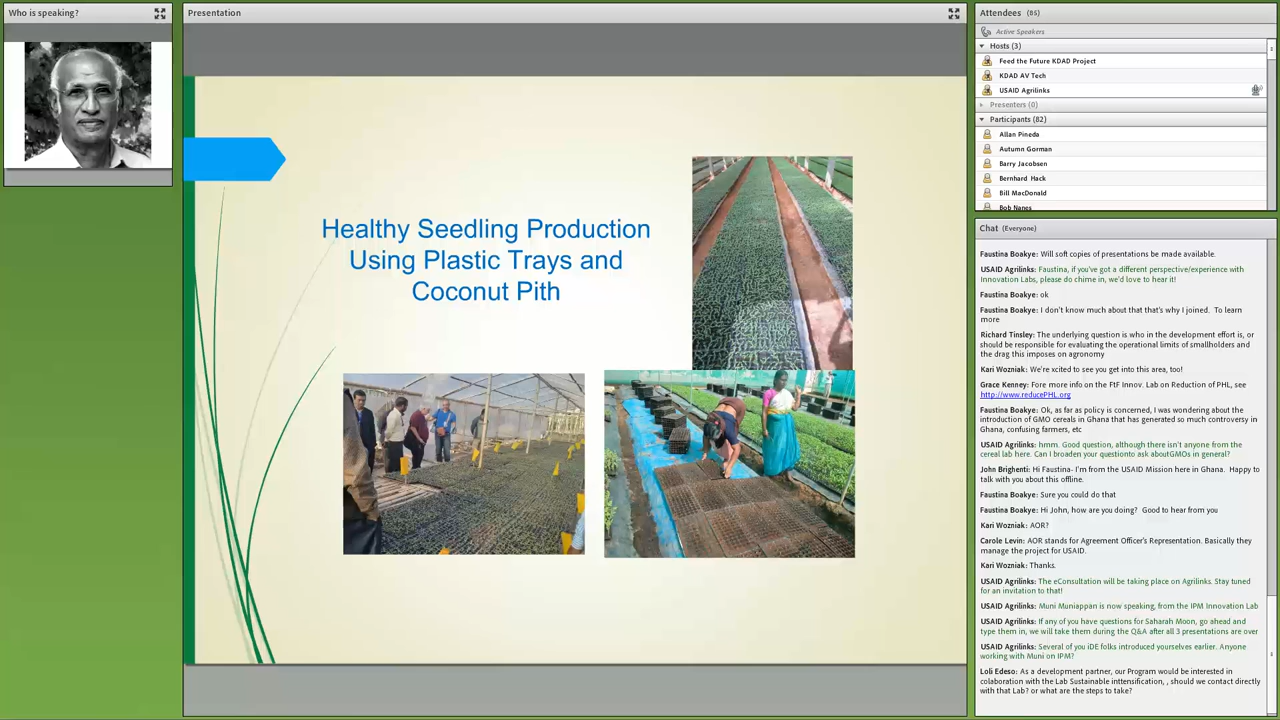 Who is speaking?
Presentation
Healthy Seedling Production
Using Plastic Trays and
Coconut Pith
Attendees (85)
Active Speakers
Hosts (3)
Feed the Future KDAD Project
KDAD AV Tech
USAID Agrilinks
Presenters (0)
Participants (82)
Allan Pineda
Autumn Gorman
Barry Jacobsen
Bernhard Hack
Bill MacDonald
Bob Nanes
Chat (Everyone)
Faustina Boakye: Will soft copies of presentations be made available.
USAID Agrilinks: Faustina, if you've got a different perspective/experience with
Innovation Labs, please do chime in, we'd love to hear it!
Faustina Boakye: ok
Faustina Boakye: I don't know much about that that's why I joined. To learn
more
Richard Tinsley: The underlying question is who in the development effort is, or
should be responsible for evaluating the operational limits of smallholders and
the drag this imposes on agronomy
Kari Wozniak: We're xcited to see you get into this area, too!
Grace Kenney: Fore more info on the FtF Innov. Lab on Reduction of PHL, see
http://www.reducePHL.org
Faustina Boakye: Ok, as far as policy is concerned, I was wondering about the
introduction of GMO cereals in Ghana that has generated so much controversy in
Ghana, confusing farmers, etc
USAID Agrilinks: hmm. Good question, although there isn't anyone from the
cereal lab here. Can I broaden your questionto ask aboutGMOs in general?
John Brighenti: Hi Faustina- I'm from the USAID Mission here in Ghana. Happy to
talk with you about this offline.
Faustina Boakye: Sure you could do that
Faustina Boakye: Hi John, how are you doing? Good to hear from you
Kari Wozniak: AOR?
Carole Levin: AOR stands for Agreement Officer's Representation. Basically they
manage the project for USAID.
Kari Wozniak: Thanks.
USAID Agrilinks: The eConsultation will be taking place on Agrilinks. Stay tuned
for an invitation to that!
USAID Agrilinks: Muni Muniappan is now speaking, from the IPM Innovation Lab
USAID Agrilinks: If any of you have questions for Saharah Moon, go ahead and
type them in, we will take them during the Q&A after all 3 presentations are over
USAID Agrilinks: Several of you iDE folks introduced yourselves earlier. Anyone
working with Muni on IPM?
Loli Edeso: As a development partner, our Program would be interested in
colaboration with the Lab Sustainable inttensification, , should we contact directly
with that Lab? or what are the steps to take?